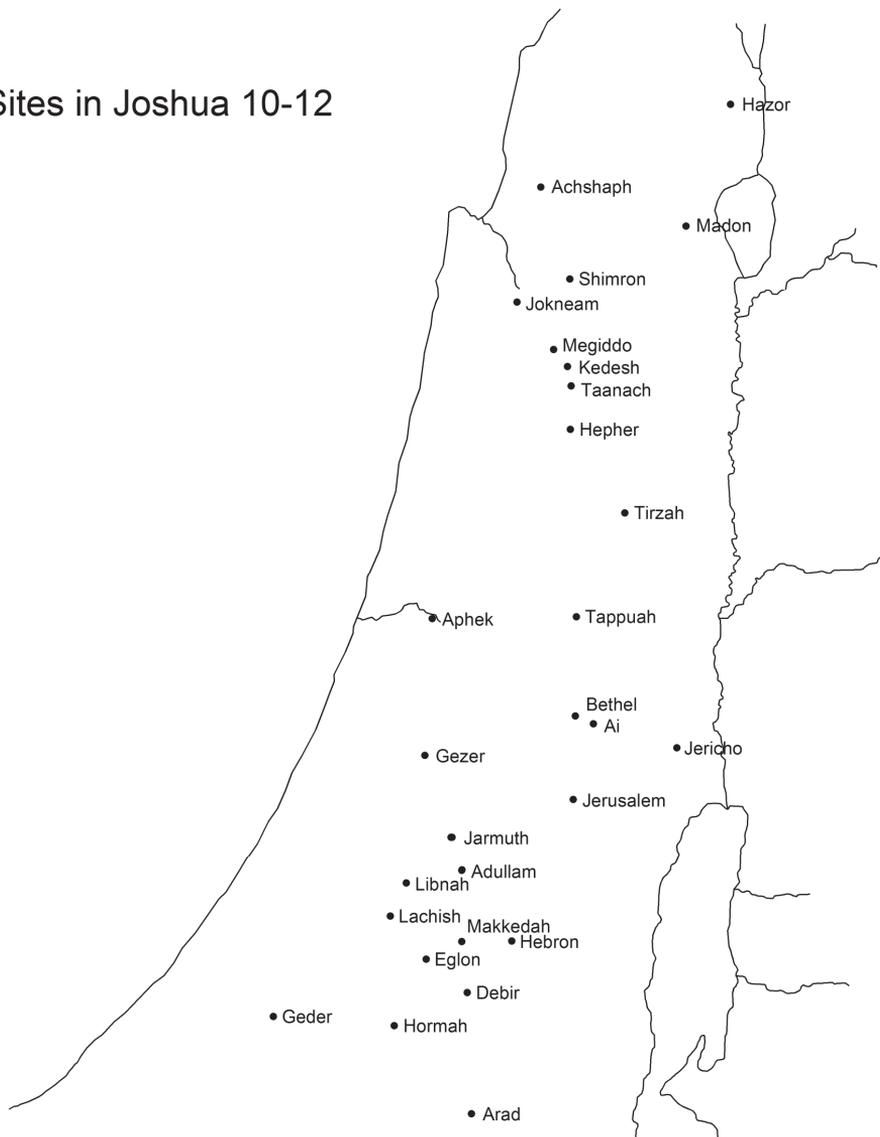 Sites in Joshua 10-12
Hazor
Achshaph
Madon
Shimron
Jokneam
Megiddo
Kedesh
Taanach
Hepher
Tirzah
Aphek
Tappuah
Bethel
Ai
Jericho
Gezer
Jerusalem
Jarmuth
Adullam
Libnah
Lachish
Makkedah
Hebron
Eglon
Debir
Geder
Hormah
Arad